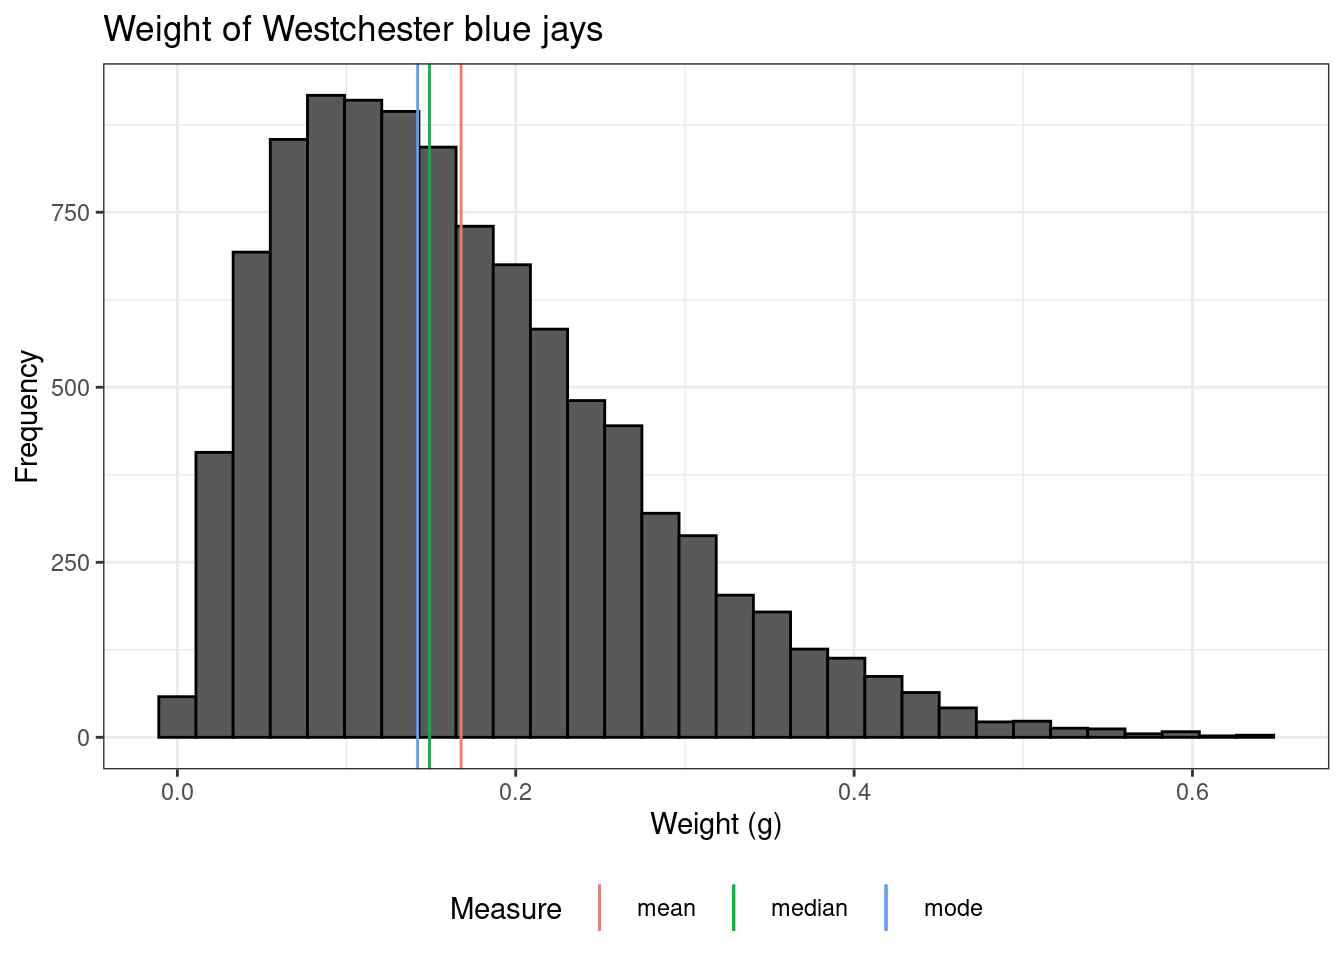 Weight of Westchester blue jays
Frequency
750
500
250
0
0.0 0.2 0.4 0.6
Weight (g)
Measure mean median mode